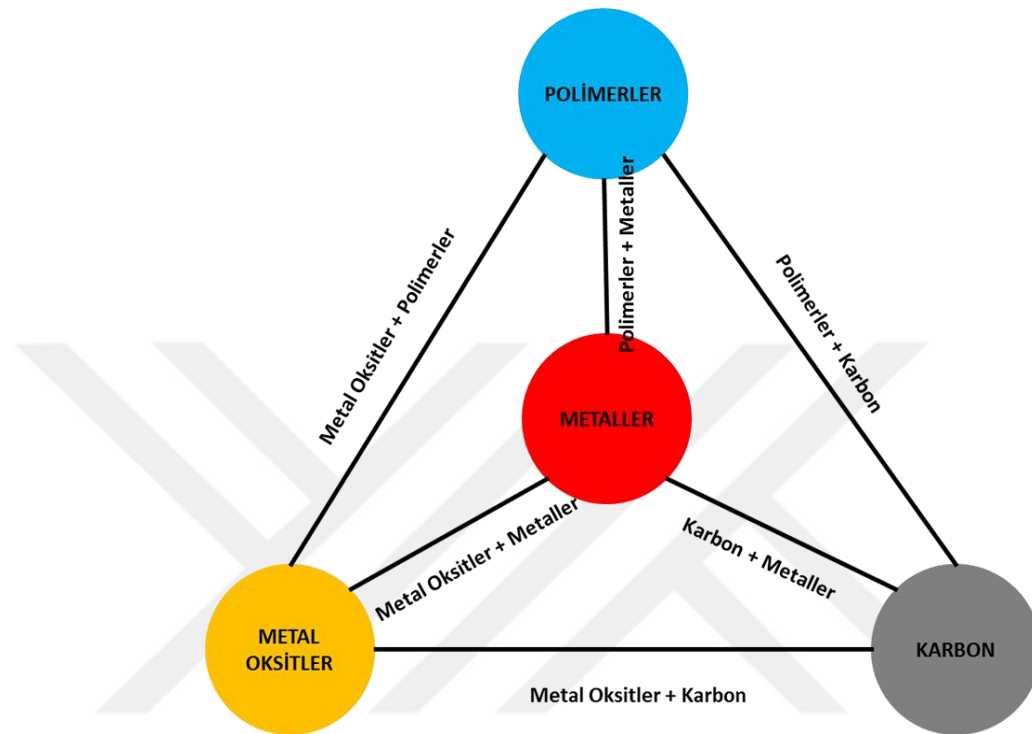 POLİMERLER
Polimerler + Metaller
Metal Oksitler + Polimerler
Polimerler + Karbon
METALLER
Metal Oksitler + Metaller
Karbon + Metaller
METAL
OKSİTLER
KARBON
Metal Oksitler + Karbon